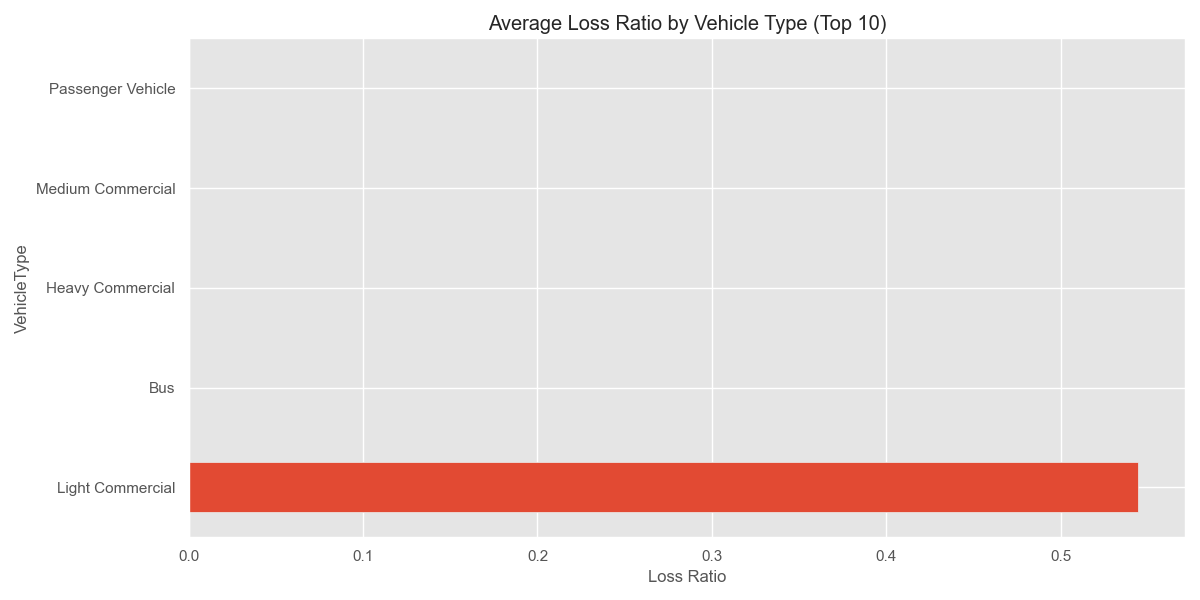 Average Loss Ratio by Vehicle Type (Top 10)
VehicleType
Passenger Vehicle
Medium Commercial
Heavy Commercial
Bus
Light Commercial
0.0 0.1 0.2 0.3 0.4 0.5
Loss Ratio